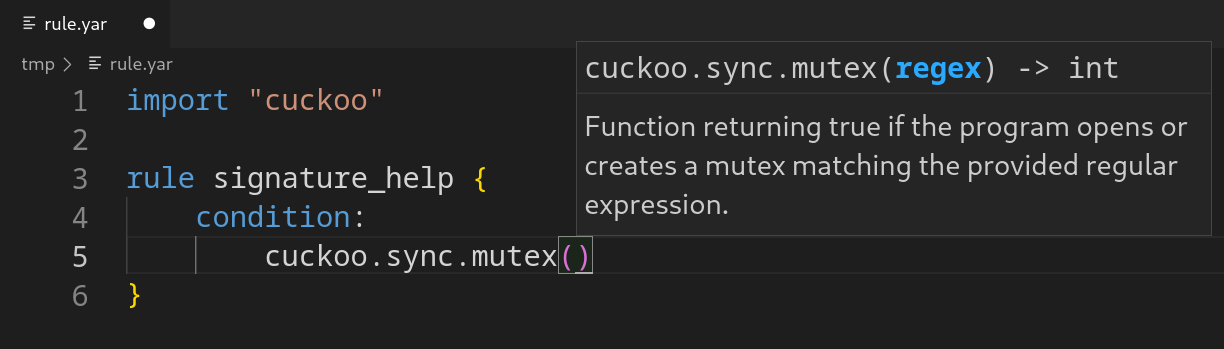 rule.yar
tmp > rule.yar
cuckoo.sync.mutex(regex) -> int
Function returning true if the program opens or
creates a mutex matching the provided regular
expression.
1 import "cuckoo"
2
3 rule signature_help {
4 condition:
5 cuckoo.sync.mutex()
6 }